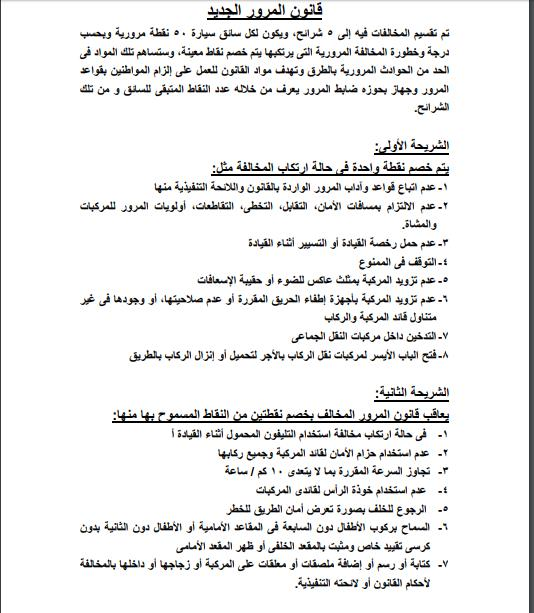 قانون المرور الجديد
تم تقسيم المخالفات فيه إلى ٥ شرائح، ويكون لكل سائق سيارة ٥٠ نقطة مرورية وبحسب
درجة وخطورة المخالفة المرورية التى يرتكبها يتم خصم نقاط معينة، وستساهم تلك المواد فى
الحد من الحوادث المرورية بالطرق وتهدف مواد القانون للعمل على إلزام المواطنين بقواعد
المرور وجهاز بحوزه ضابط المرور يعرف من خلاله عدد النقاط المتبقى للسائق و من تلك
الشرائح.
الشريحة الأولى:
يتم خصم نقطة واحدة فى حالة ارتكاب المخالفة مثل:
١- عدم اتباع قواعد وآداب المرور الواردة بالقانون واللائحة التنفيذية منها
٢- عدم الالتزام بمسافات الأمان، التقابل، التخطى، التقاطعات، أولويات المرور للمركبات
والمشاة.
٣- عدم حمل رخصة القيادة أو التسيير أثناء القيادة
٤- التوقف فى الممنوع
٥- عدم تزويد المركبة بمثلث عاكس للضوء أو حقيبة الإسعافات
٦- عدم تزويد المركبة بأجهزة إطفاء الحريق المقررة أو عدم صلاحيتها، أو وجودها فى غير
متناول قائد المركبة والركاب
٧- التدخين داخل مركبات النقل الجماعى
٨- فتح الباب الأيسر لمركبات نقل الركاب بالأجر لتحميل أو إنزال الركاب بالطريق
الشريحة الثانية:
يعاقب قانون المرور المخالف بخصم نقطتين من النقاط المسموح بها منها:
١- فى حالة ارتكاب مخالفة استخدام التليفون المحمول أثناء القيادة أ
٢- عدم استخدام حزام الأمان لقائد المركبة وجميع ركابها
٣- تجاوز السرعة المقررة بما لا يتعدى ١٠ كم / ساعة
٤- عدم استخدام خوذة الرأس لقائدى المركبات
٥- الرجوع للخلف بصورة تعرض أمان الطريق للخطر
٦- السماح بركوب الأطفال دون السابعة فى المقاعد الأمامية أو الأطفال دون الثانية بدون
كرسى تقييد خاص ومثبت بالمقعد الخلفى أو ظهر المقعد الأمامى
٧- كتابة أو رسم أو إضافة ملصقات أو معلقات على المركبة أو زجاجها أو داخلها بالمخالفة
لأحكام القانون أو لائحته التنفيذية.